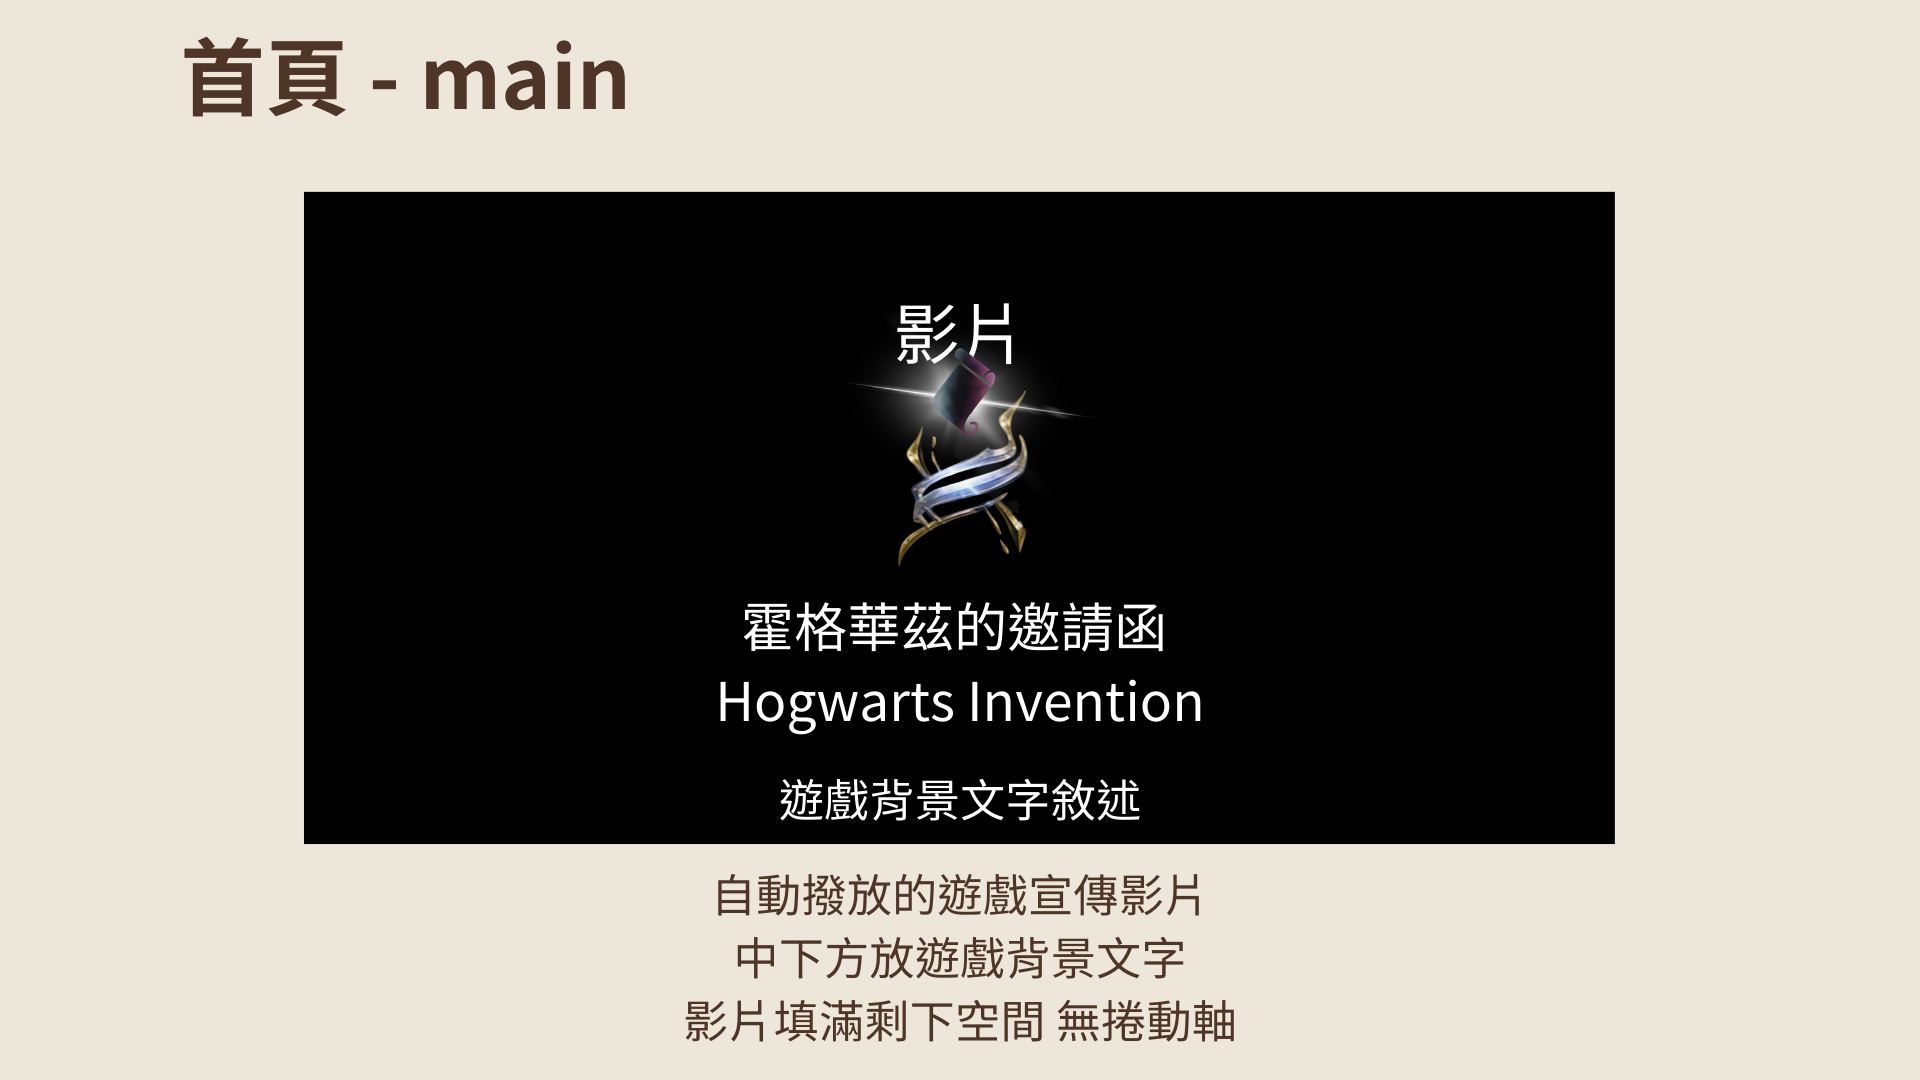 首頁 - main
影片
霍格華茲的邀請函
Hogwarts Invention
遊戲背景文字敘述
自動撥放的遊戲宣傳影片
中下方放遊戲背景文字
影片填滿剩下空間 無捲動軸